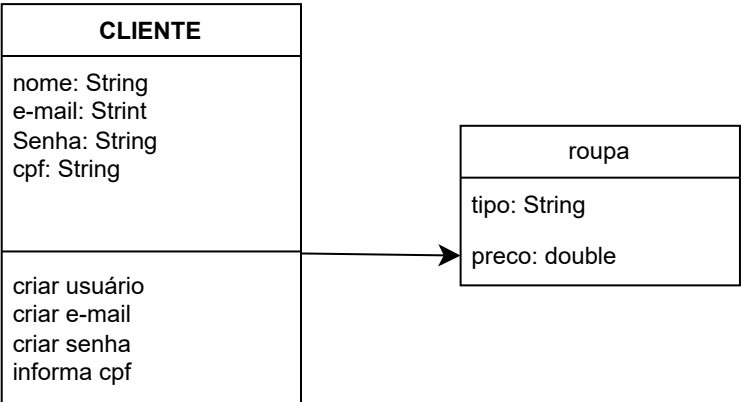 CLIENTE
nome: String
e-mail: Strint
Senha: String
cpf: String
criar usuário
criar e-mail
criar senha
informa cpf
roupa
tipo: String
preco: double